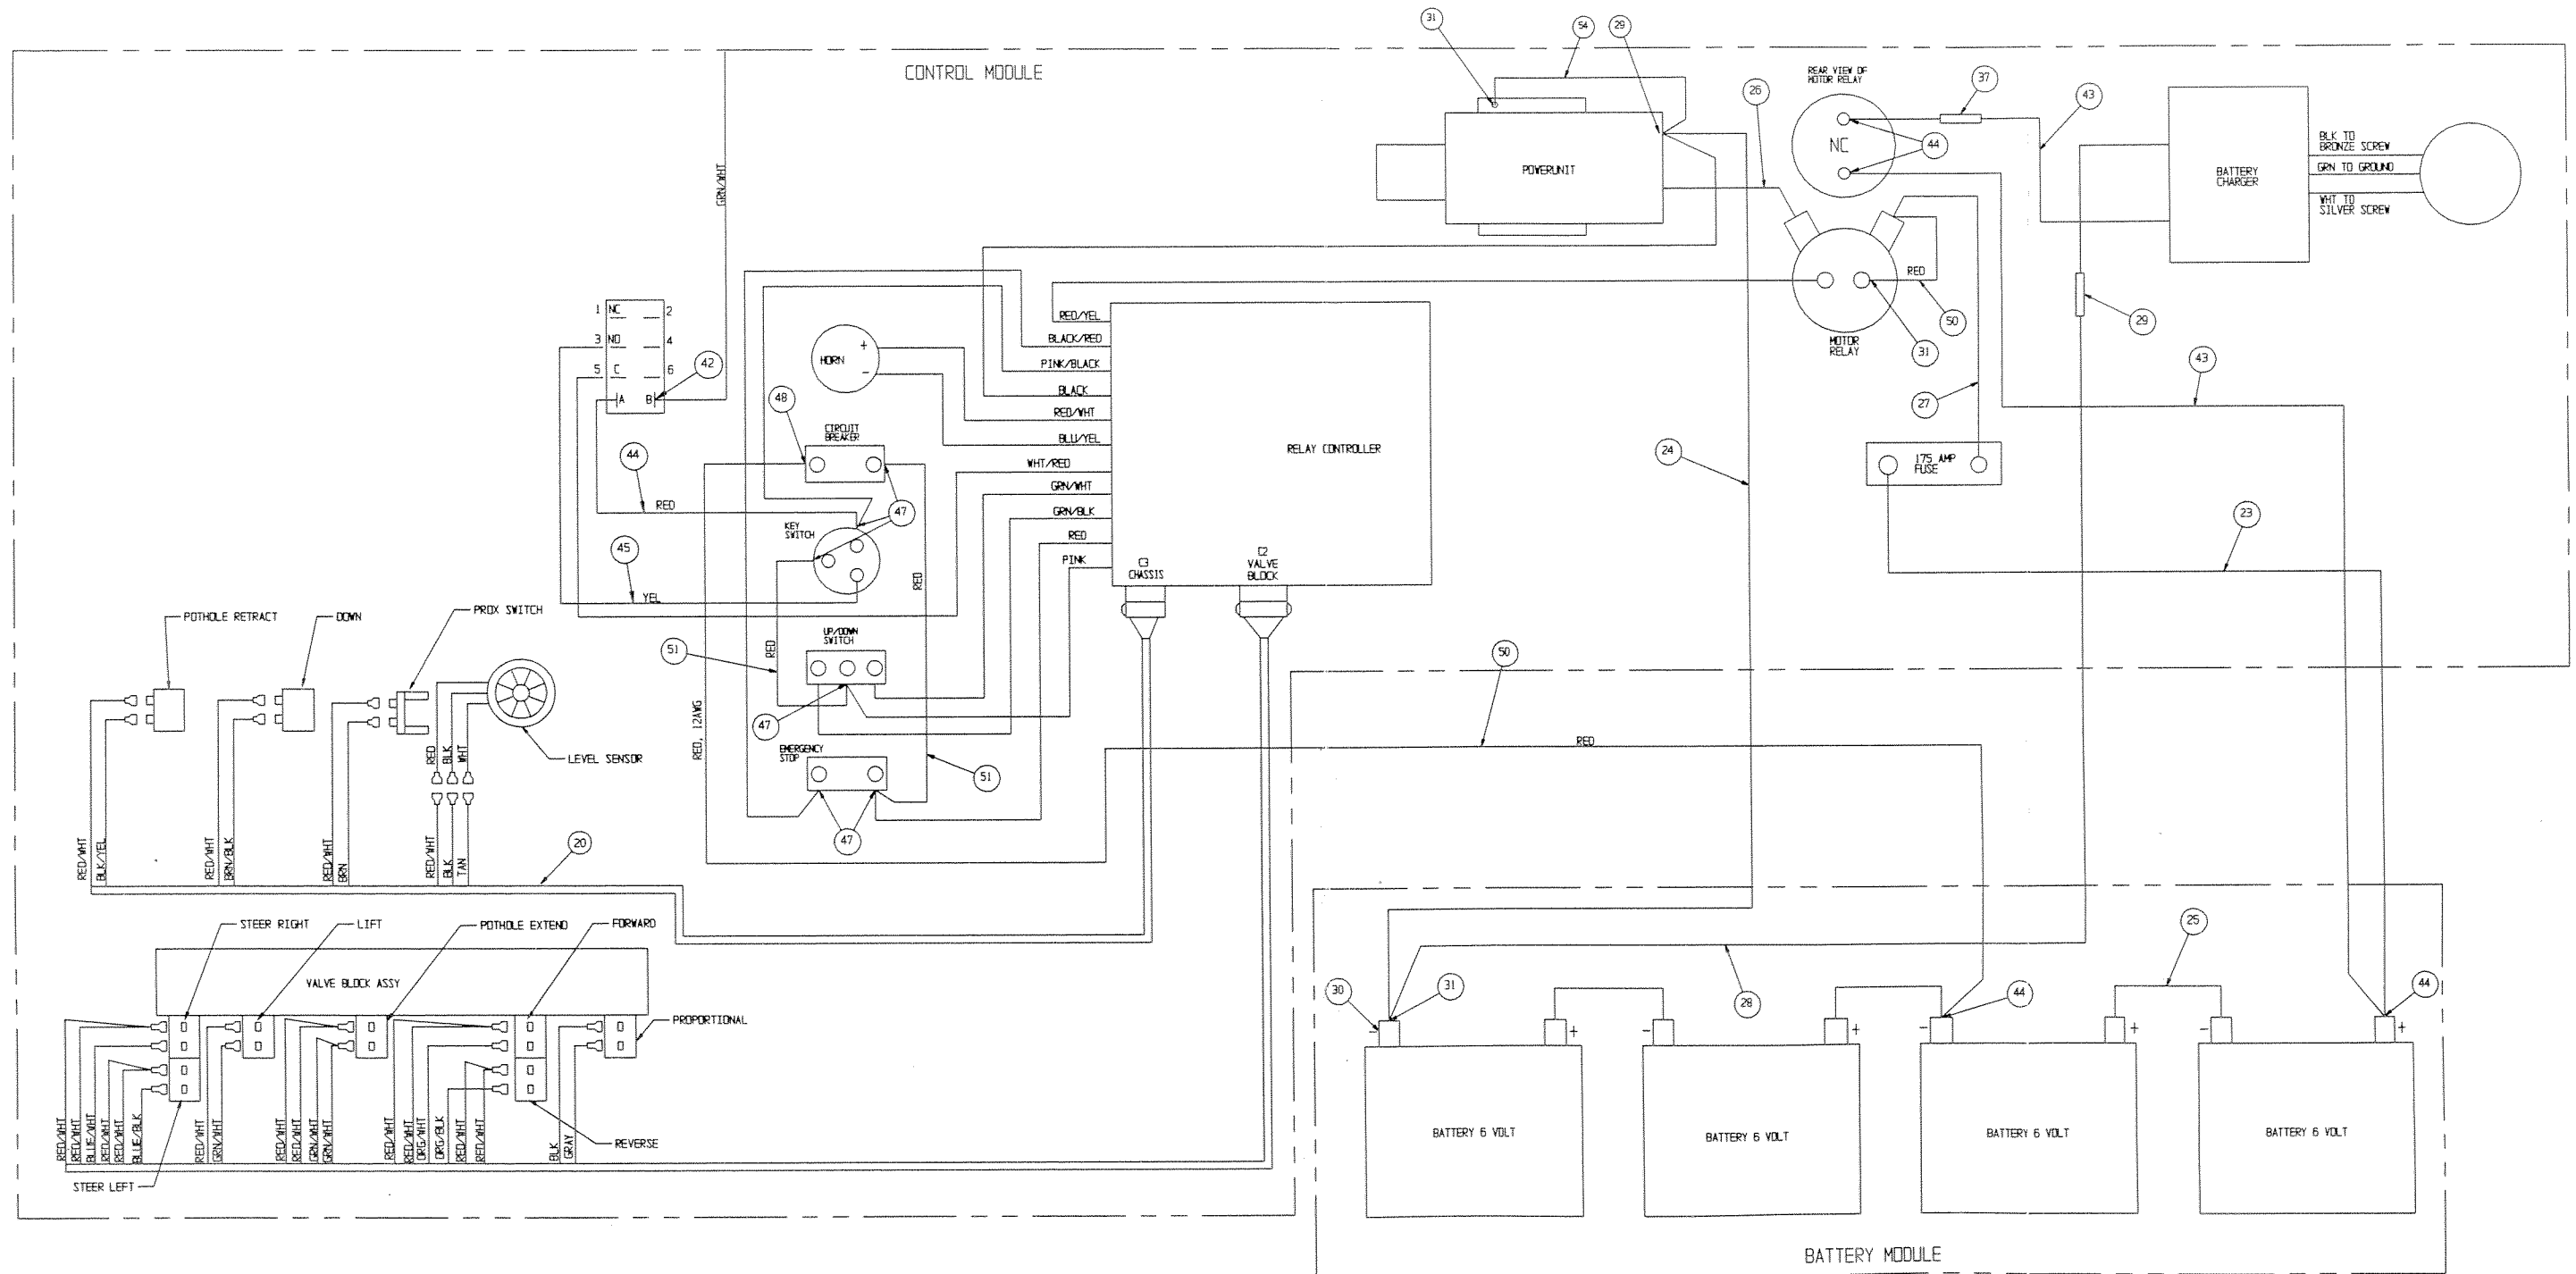 CONTROL MODULE
31
54
29
26
REAR VIEW OF
MOTOR RELAY
37
43
NC
44
POWERUNIT
BATTERY
CHARGER
BLK TO
BRONZE SCREW
GRN TO GROUND
WHT TO
SILVER SCREW
GRN/WHT
RED
50
31
MOTOR
RELAY
29
43
27
175 AMP
FUSE
24
23
1 NC 2
3 NO 4
5 C 6
A B
42
HORN
+
-
48
CIRCUIT
BREAKER
44
RED
47
KEY
SWITCH
45
YEL
RED
RED
51
UP/DOWN
SWITCH
47
RED, 12AWG
EMERGENCY
STOP
51
47
RED/YEL
BLACK/RED
PINK/BLACK
BLACK
RED/WHT
BLU/YEL
WHT/RED
GRN/WHT
GRN/BLK
RED
PINK
RELAY CONTROLLER
C3
CHASSIS
C2
VALVE
BLOCK
50
RED
POTHOLE RETRACT
DOWN
PROX SWITCH
LEVEL SENSOR
RED
BLK
WHT
RED/WHT
BLK/YEL
RED/WHT
BRN/BLK
RED/WHT
BRN
RED/WHT
BLK
TAN
20
STEER RIGHT
LIFT
POTHOLE EXTEND
FORWARD
VALVE BLOCK ASSY
PROPORTIONAL
RED/WHT
RED/WHT
BLUE/WHT
RED/WHT
RED/WHT
BLUE/BLK
RED/WHT
GRN/WHT
RED/WHT
RED/WHT
GRN/WHT
GRN/WHT
RED/WHT
RED/WHT
ORG/WHT
ORG/BLK
RED/WHT
RED/WHT
BLK
GRAY
REVERSE
STEER LEFT
30
31
28
44
25
44
-
+
-
+
-
+
-
+
BATTERY 6 VOLT
BATTERY 6 VOLT
BATTERY 6 VOLT
BATTERY 6 VOLT
BATTERY MODULE